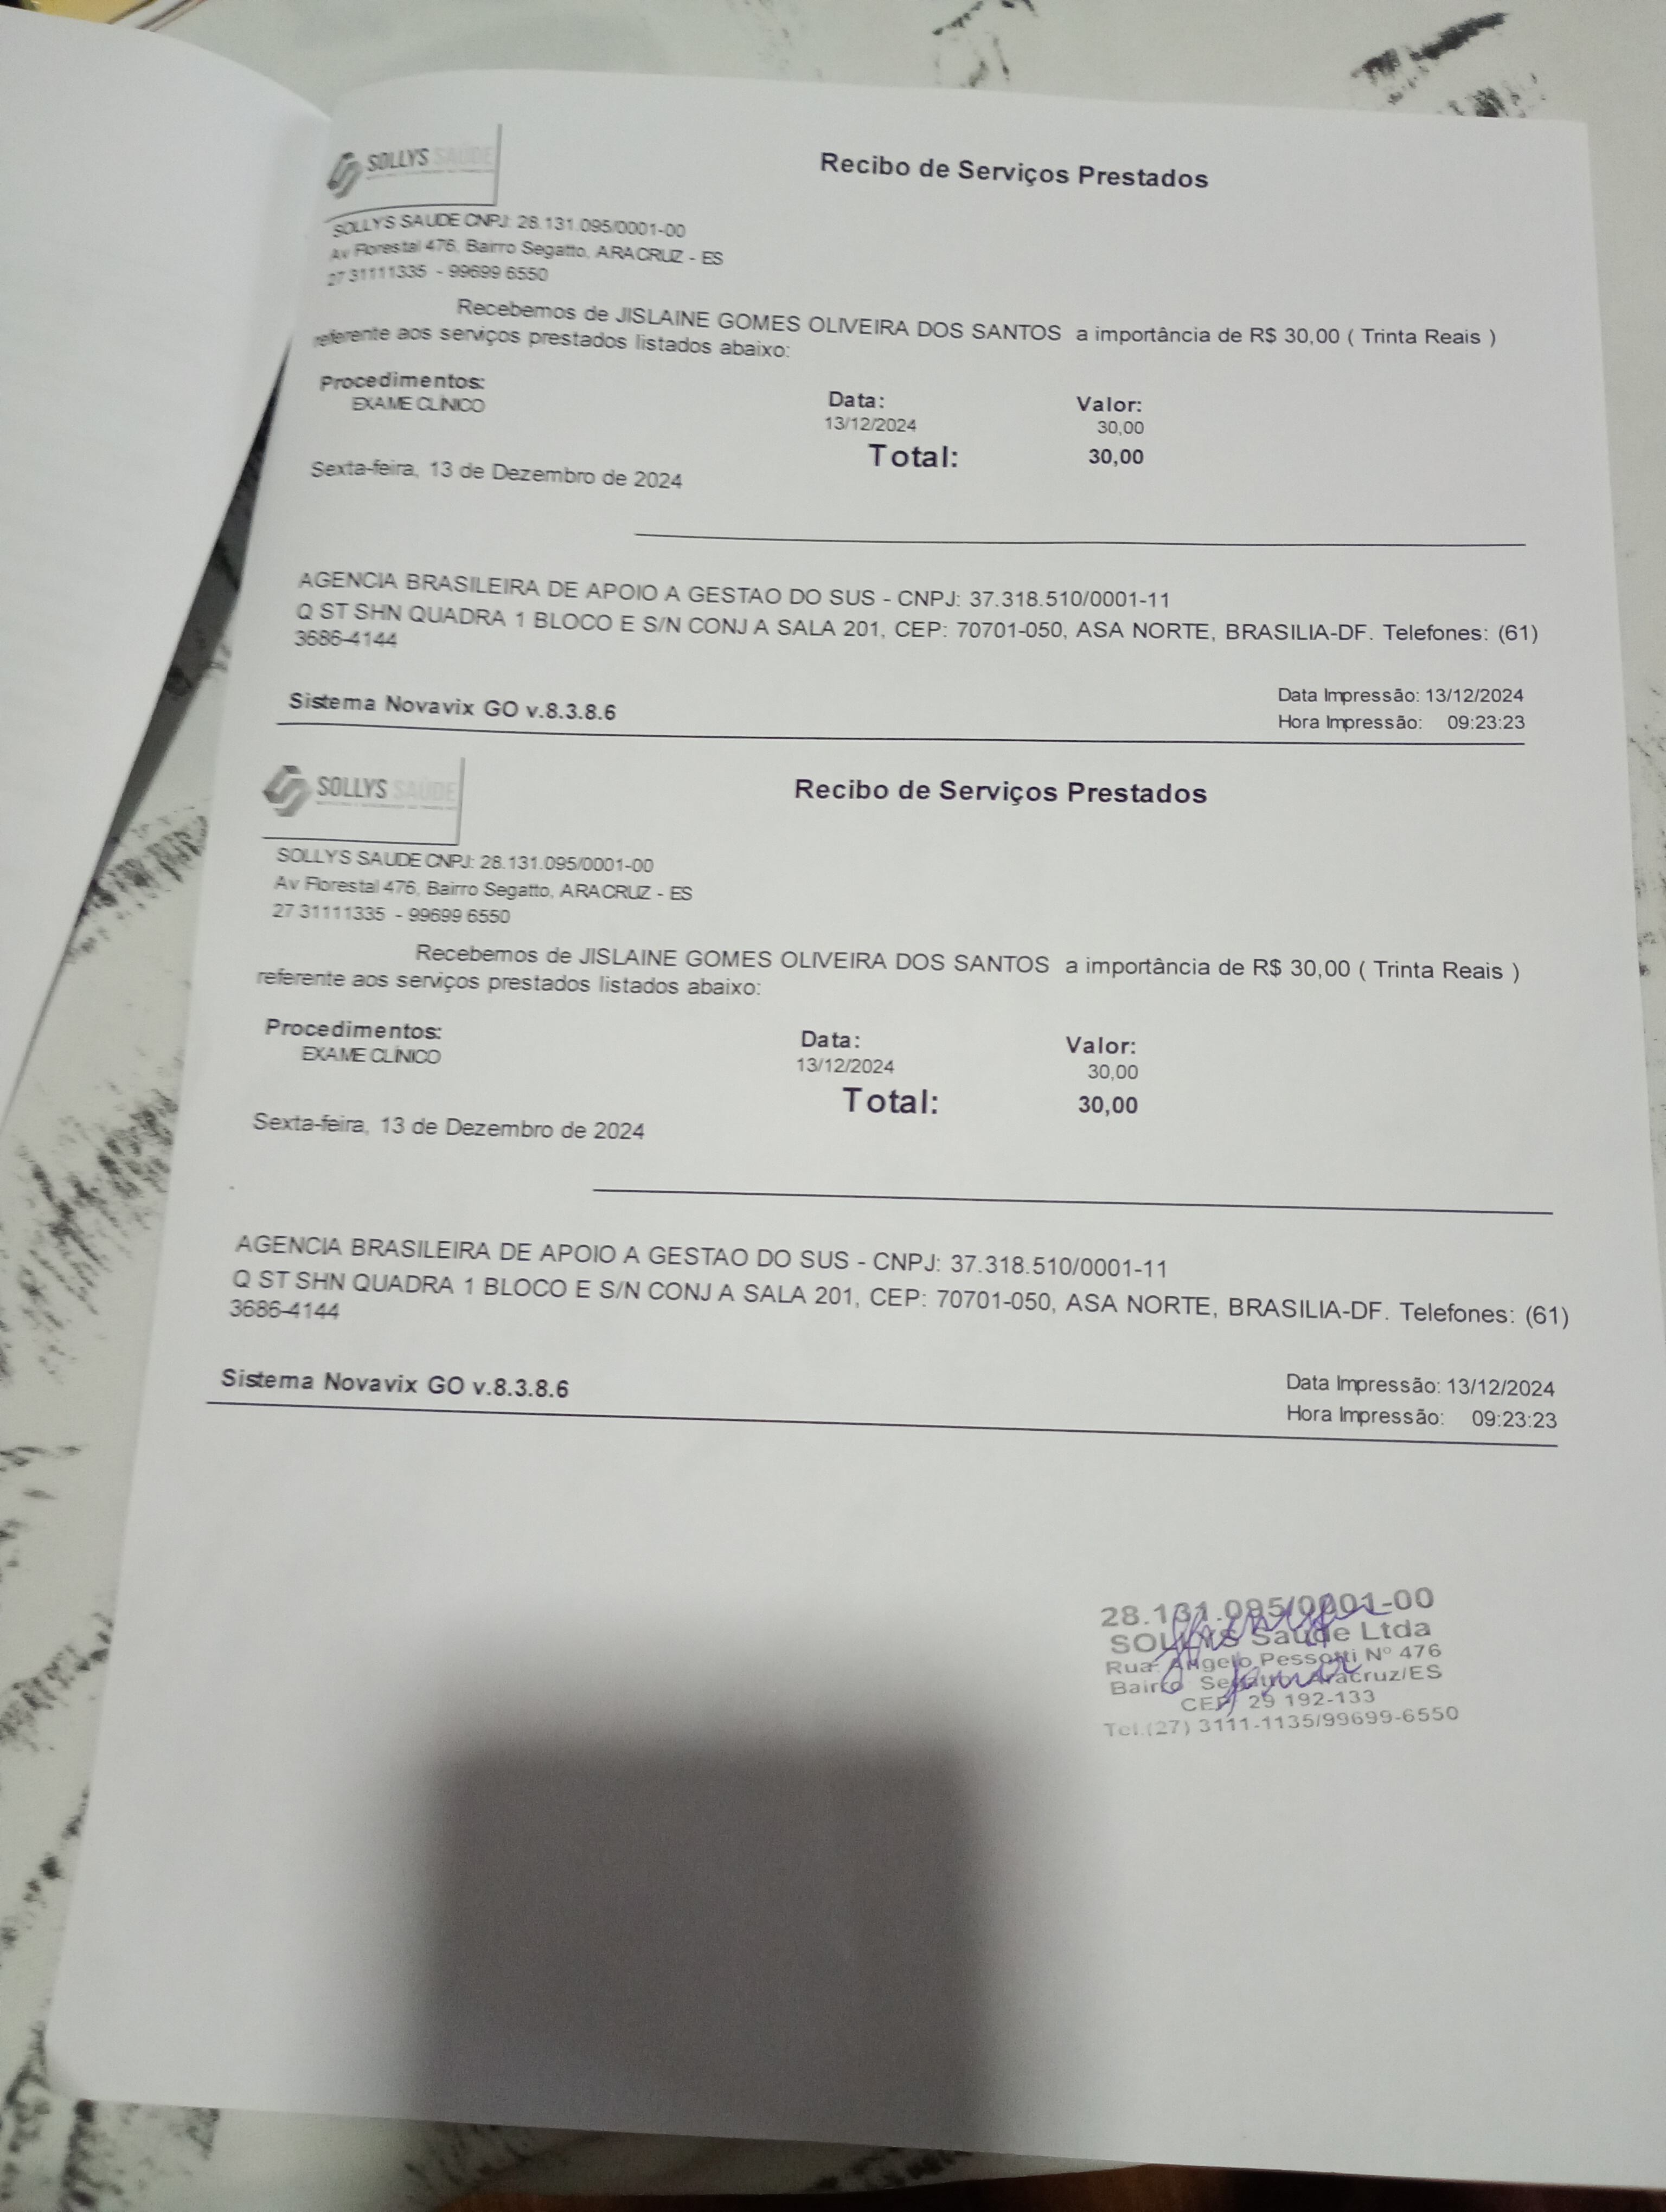 SOLLYS SAÚDE
Recibo de Serviços Prestados
SOLLYS SAUDE CNPJ: 28.131.095/0001-00
Av Florestal 476, Bairro Segatto, ARACRUZ - ES
27 31111335 - 99699 6550
Recebemos de JISLAINE GOMES OLIVEIRA DOS SANTOS a importância de R$ 30,00 ( Trinta Reais )
referente aos serviços prestados listados abaixo:
Procedimentos: Data: Valor:
EXAME CLÍNICO 13/12/2024 30,00
Total: 30,00
Sexta-feira, 13 de Dezembro de 2024
AGENCIA BRASILEIRA DE APOIO A GESTAO DO SUS - CNPJ: 37.318.510/0001-11
Q ST SHN QUADRA 1 BLOCO E S/N CONJ A SALA 201, CEP: 70701-050, ASA NORTE, BRASILIA-DF. Telefones: (61)
3686-4144
Sistema Novavix GO v.8.3.8.6
Data Impressão: 13/12/2024
Hora Impressão: 09:23:23
SOLLYS SAÚDE
Recibo de Serviços Prestados
SOLLYS SAUDE CNPJ: 28.131.095/0001-00
Av Florestal 476, Bairro Segatto, ARACRUZ - ES
27 31111335 - 99699 6550
Recebemos de JISLAINE GOMES OLIVEIRA DOS SANTOS a importância de R$ 30,00 ( Trinta Reais )
referente aos serviços prestados listados abaixo:
Procedimentos: Data: Valor:
EXAME CLÍNICO 13/12/2024 30,00
Total: 30,00
Sexta-feira, 13 de Dezembro de 2024
AGENCIA BRASILEIRA DE APOIO A GESTAO DO SUS - CNPJ: 37.318.510/0001-11
Q ST SHN QUADRA 1 BLOCO E S/N CONJ A SALA 201, CEP: 70701-050, ASA NORTE, BRASILIA-DF. Telefones: (61)
3686-4144
Sistema Novavix GO v.8.3.8.6
Data Impressão: 13/12/2024
Hora Impressão: 09:23:23
28.131.095/0001-00
SOLLYS Saúde Ltda
Rua: Angelo Pessotti Nº 476
Bairro Segatto Aracruz/ES
CEP 29 192-133
Tel.(27) 3111-1135/99699-6550